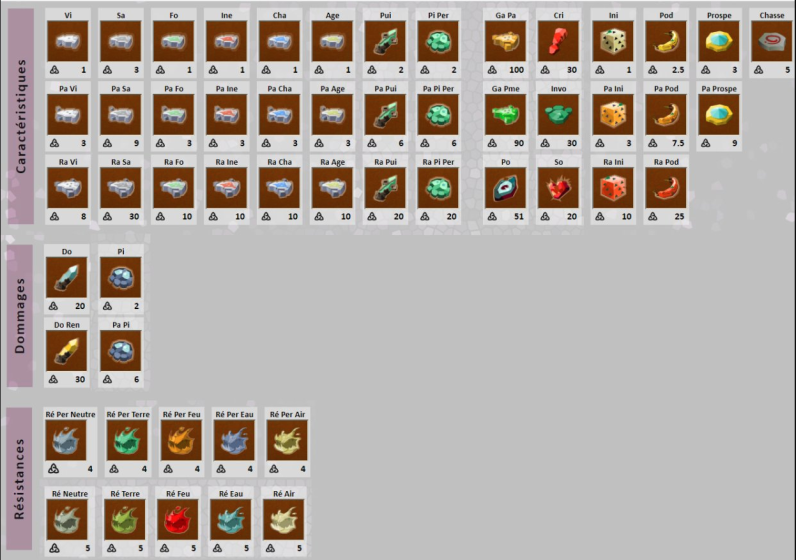 Caractéristiques
Vi Sa Fo Ine Cha Age Pui Pi Per Ga Pa Cri Ini Pod Prospe Chasse
1 3 1 1 1 1 2 2 100 30 1 2.5 3 5
Pa Vi Pa Sa Pa Fo Pa Ine Pa Cha Pa Age Pa Pui Pa Pi Per Ga Pme Invo Pa Ini Pa Pod Pa Prospe
3 9 3 3 3 3 6 6 90 30 3 7.5 9
Ra Vi Ra Sa Ra Fo Ra Ine Ra Cha Ra Age Ra Pui Ra Pi Per Po So Ra Ini Ra Pod
8 30 10 10 10 10 20 20 51 20 10 25
Dommages
Do Pi
20 2
Do Ren Pa Pi
30 6
Résistances
Ré Per Neutre Ré Per Terre Ré Per Feu Ré Per Eau Ré Per Air
4 4 4 4 4
Ré Neutre Ré Terre Ré Feu Ré Eau Ré Air
5 5 5 5 5